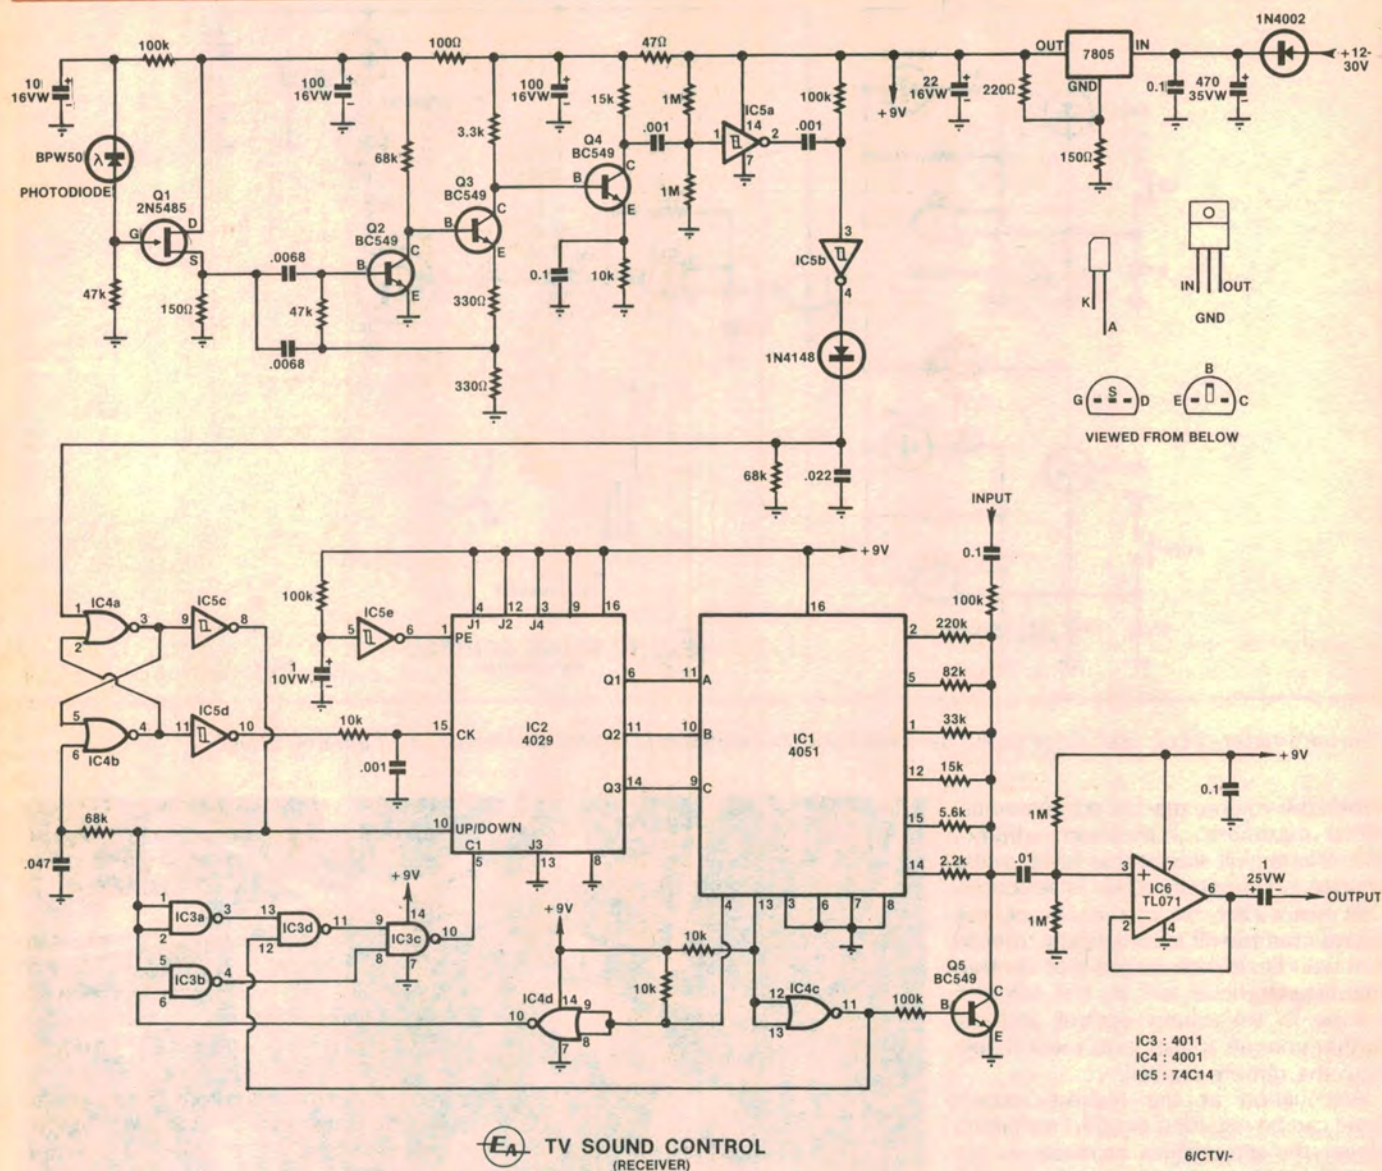 1N4002
+12-
30V
OUT
7805
IN
GND
100k
100Ω
47Ω
10
16VW
+
-
100
16VW
+
-
100
16VW
+
-
15k
1M
IC5a
14
1
2
7
.001
.001
100k
+9V
22
16VW
+
-
220Ω
0.1
470
35VW
+
-
150Ω
BPW50
λ
PHOTODIODE
Q1
2N5485
G
D
S
68k
3.3k
Q3
BC549
B
C
E
Q4
BC549
B
C
E
1M
Q2
BC549
B
C
E
.0068
47k
150Ω
47k
.0068
330Ω
330Ω
0.1
10k
3
IC5b
4
1N4148
K
A
IN
OUT
GND
G
S
D
B
E
C
VIEWED FROM BELOW
68k
.022
INPUT
0.1
100k
+9V
100k
IC5e
5
6
1
10VW
+
-
4
12
3
9
16
J1
J2
J4
1
PE
IC2
4029
Q1
6
Q2
11
Q3
14
15
CK
10
UP/DOWN
C1
5
J3
13
8
16
IC1
4051
11
A
10
B
9
C
2
220k
5
82k
1
33k
12
15k
15
5.6k
14
2.2k
4
13
3
6
7
8
IC4a
1
2
3
IC5c
9
8
5
6
4
IC4b
IC5d
11
10
10k
.001
68k
.047
IC3a
1
2
3
IC3b
5
6
4
IC3d
13
12
11
+9V
IC3c
9
8
14
7
10
+9V
10k
10k
IC4d
14
9
8
7
10
IC4c
12
13
11
100k
Q5
BC549
B
C
E
.01
+9V
1M
1M
0.1
IC6
TL071
3
+
2
−
7
4
6
1
25VW
+
-
OUTPUT
IC3 : 4011
IC4 : 4001
IC5 : 74C14
EA
TV SOUND CONTROL
(RECEIVER)
6/CTV/-